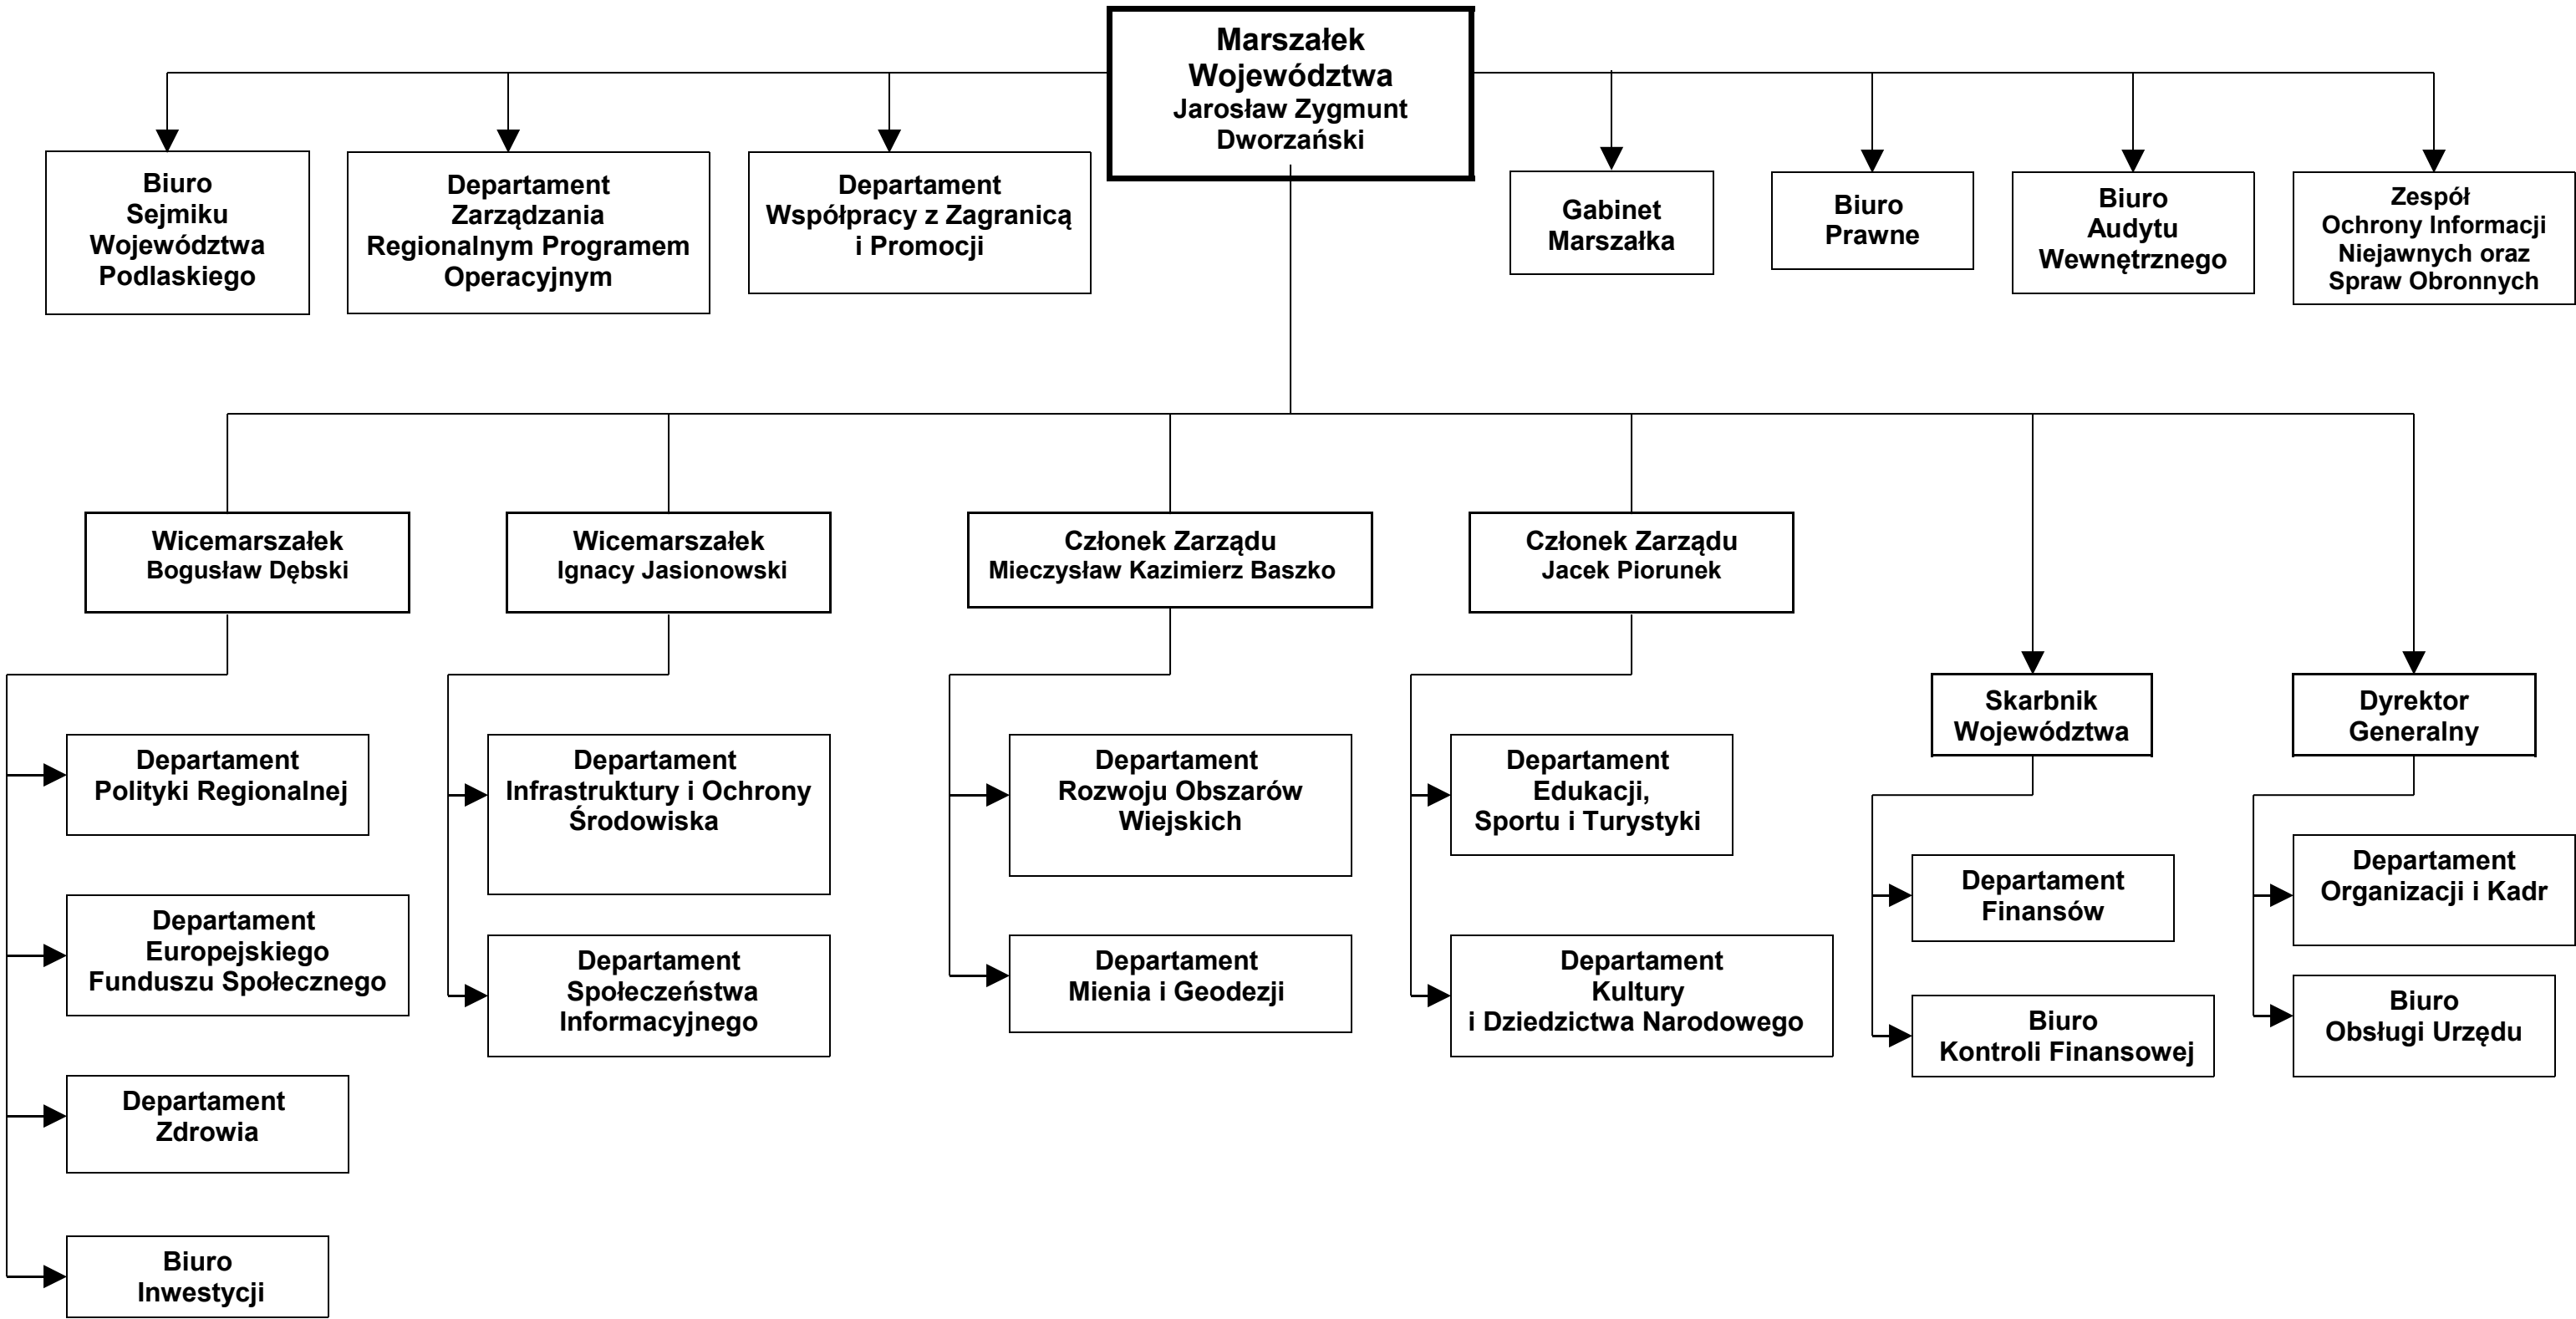 Marszałek
Województwa
Jarosław Zygmunt
Dworzański
Biuro
Sejmiku
Województwa
Podlaskiego
Departament
Zarządzania
Regionalnym Programem
Operacyjnym
Departament
Współpracy z Zagranicą
i Promocji
Gabinet
Marszałka
Biuro
Prawne
Biuro
Audytu
Wewnętrznego
Zespół
Ochrony Informacji
Niejawnych oraz
Spraw Obronnych
Wicemarszałek
Bogusław Dębski
Wicemarszałek
Ignacy Jasionowski
Członek Zarządu
Mieczysław Kazimierz Baszko
Członek Zarządu
Jacek Piorunek
Skarbnik
Województwa
Dyrektor
Generalny
Departament
Polityki Regionalnej
Departament
Europejskiego
Funduszu Społecznego
Departament
Zdrowia
Biuro
Inwestycji
Departament
Infrastruktury i Ochrony
Środowiska
Departament
Społeczeństwa
Informacyjnego
Departament
Rozwoju Obszarów
Wiejskich
Departament
Mienia i Geodezji
Departament
Edukacji,
Sportu i Turystyki
Departament
Kultury
i Dziedzictwa Narodowego
Departament
Finansów
Biuro
Kontroli Finansowej
Departament
Organizacji i Kadr
Biuro
Obsługi Urzędu